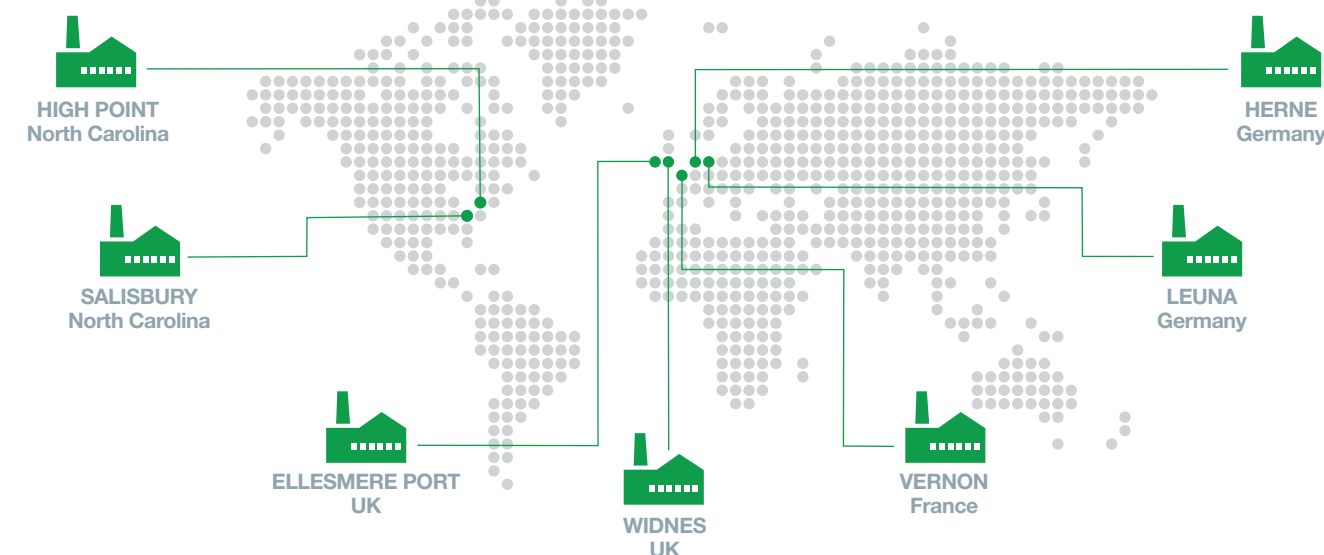 HIGH POINT
North Carolina
HERNE
Germany
SALISBURY
North Carolina
LEUNA
Germany
ELLESMERE PORT
UK
VERNON
France
WIDNES
UK